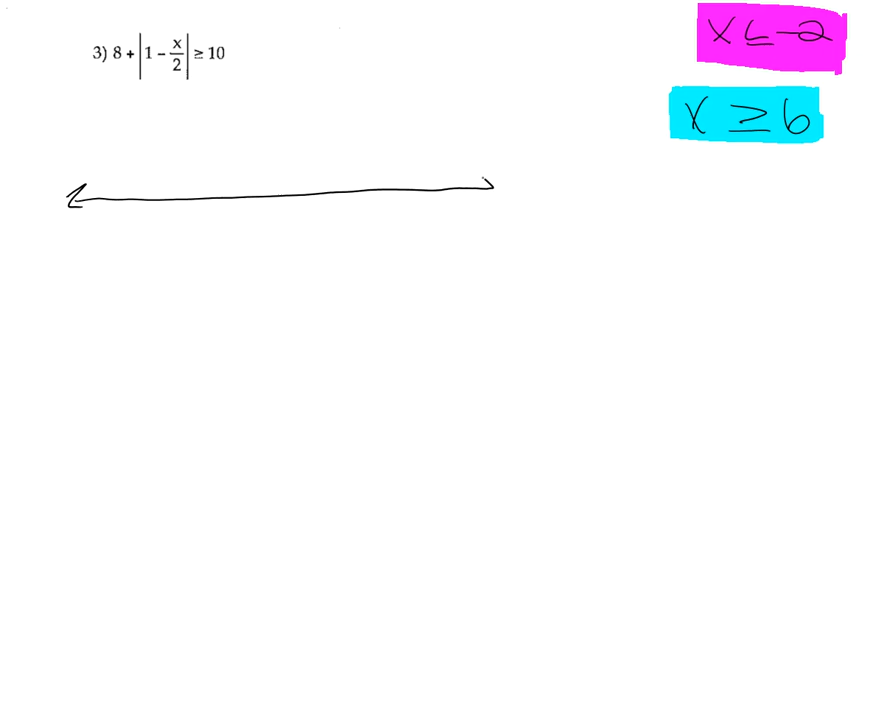 3) 8 + |1 − x/2| ≥ 10
x ≤ −2
x ≥ 6